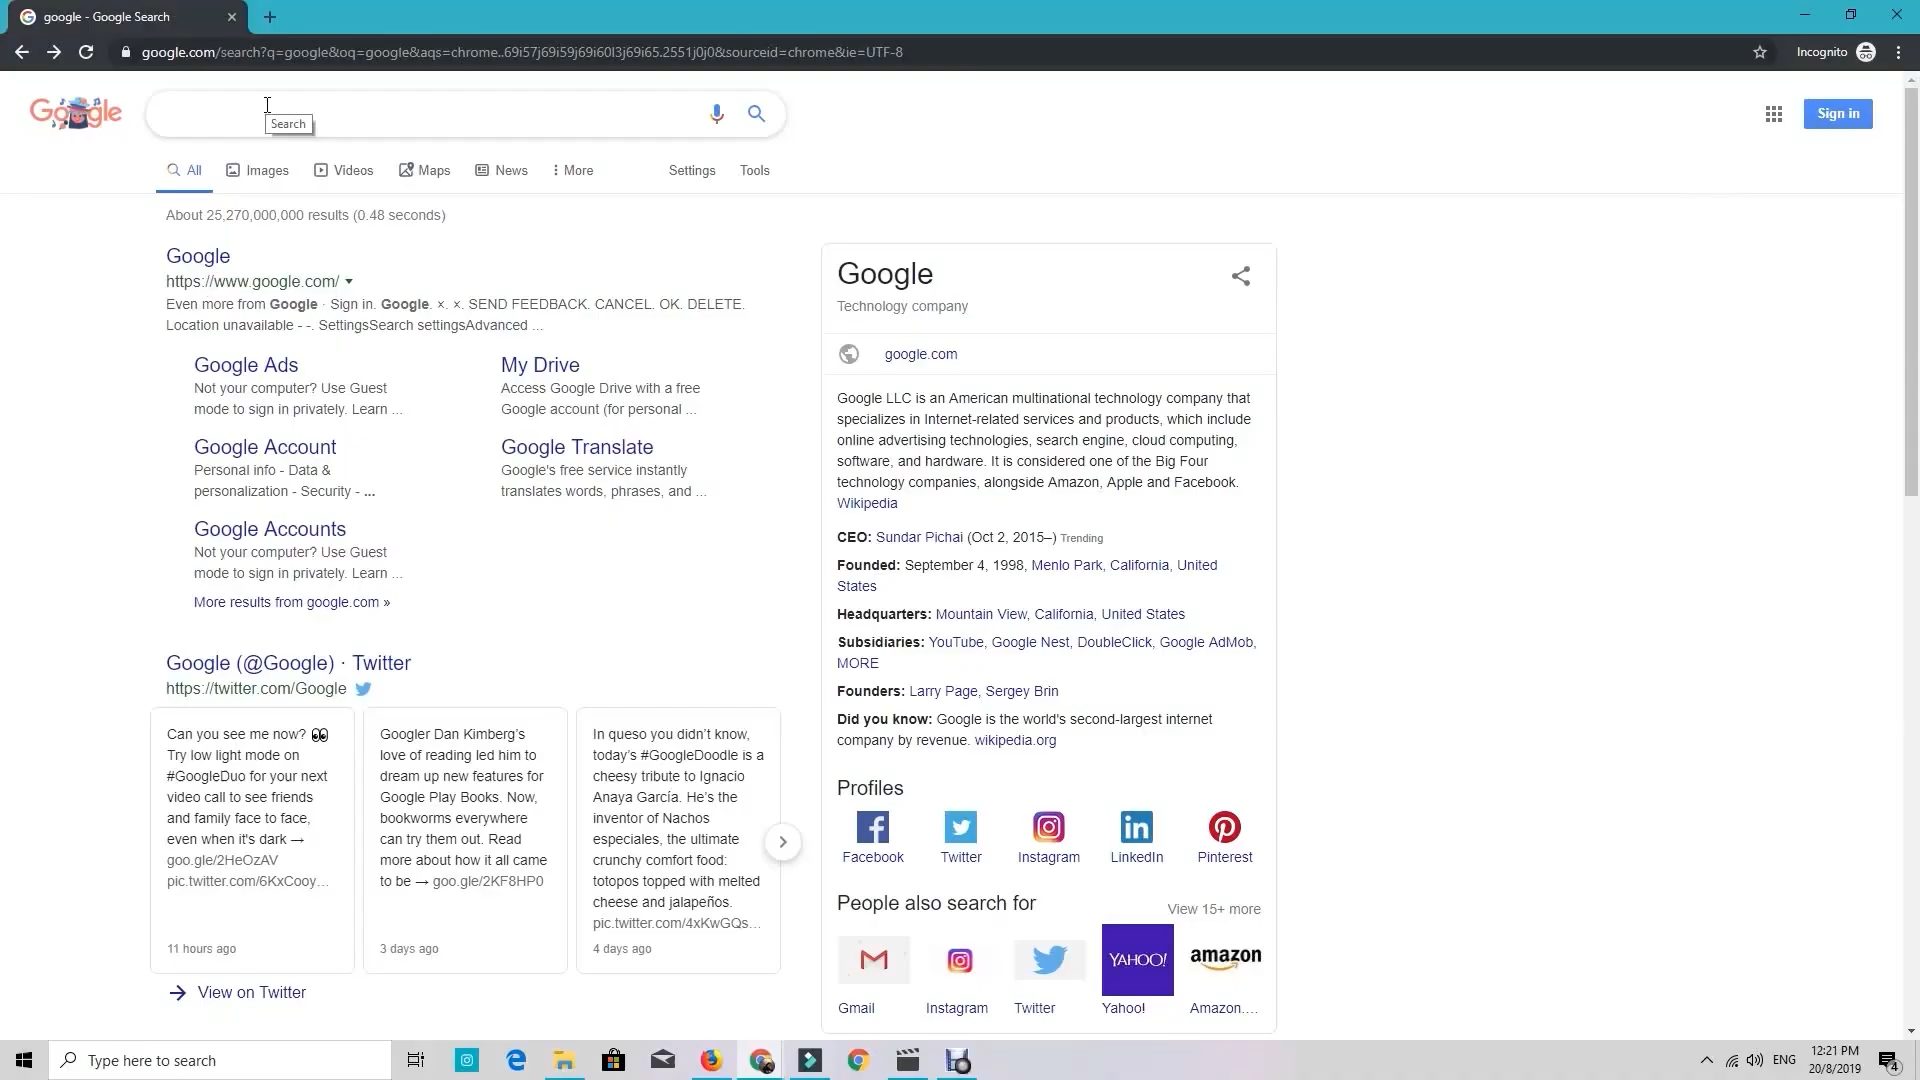 google - Google Search
google.com/search?q=google&oq=google&aqs=chrome..69i57j69i59j69i60l3j69i65.2551j0j0&sourceid=chrome&ie=UTF-8
Incognito
Google
Search
Sign in
All
Images
Videos
Maps
News
More
Settings
Tools
About 25,270,000,000 results (0.48 seconds)
Google
https://www.google.com/
Even more from Google · Sign in. Google. ×. ×. SEND FEEDBACK. CANCEL. OK. DELETE.
Location unavailable - -. SettingsSearch settingsAdvanced ...
Google Ads
Not your computer? Use Guest
mode to sign in privately. Learn ...
My Drive
Access Google Drive with a free
Google account (for personal ...
Google Account
Personal info - Data &
personalization - Security - ...
Google Translate
Google's free service instantly
translates words, phrases, and ...
Google Accounts
Not your computer? Use Guest
mode to sign in privately. Learn ...
More results from google.com »
Google (@Google) · Twitter
https://twitter.com/Google
Can you see me now? 👀
Try low light mode on
#GoogleDuo for your next
video call to see friends
and family face to face,
even when it's dark →
goo.gle/2HeOzAV
pic.twitter.com/6KxCooy...
11 hours ago
Googler Dan Kimberg's
love of reading led him to
dream up new features for
Google Play Books. Now,
bookworms everywhere
can try them out. Read
more about how it all came
to be → goo.gle/2KF8HP0
3 days ago
In queso you didn't know,
today's #GoogleDoodle is a
cheesy tribute to Ignacio
Anaya García. He's the
inventor of Nachos
especiales, the ultimate
crunchy comfort food:
totopos topped with melted
cheese and jalapeños.
pic.twitter.com/4xKwGQs...
4 days ago
View on Twitter
Google
Technology company
google.com
Google LLC is an American multinational technology company that
specializes in Internet-related services and products, which include
online advertising technologies, search engine, cloud computing,
software, and hardware. It is considered one of the Big Four
technology companies, alongside Amazon, Apple and Facebook.
Wikipedia
CEO: Sundar Pichai (Oct 2, 2015–) Trending
Founded: September 4, 1998, Menlo Park, California, United
States
Headquarters: Mountain View, California, United States
Subsidiaries: YouTube, Google Nest, DoubleClick, Google AdMob,
MORE
Founders: Larry Page, Sergey Brin
Did you know: Google is the world's second-largest internet
company by revenue. wikipedia.org
Profiles
Facebook
Twitter
Instagram
LinkedIn
Pinterest
People also search for
View 15+ more
YAHOO!
amazon
Gmail
Instagram
Twitter
Yahoo!
Amazon....
Type here to search
ENG
12:21 PM
20/8/2019
4